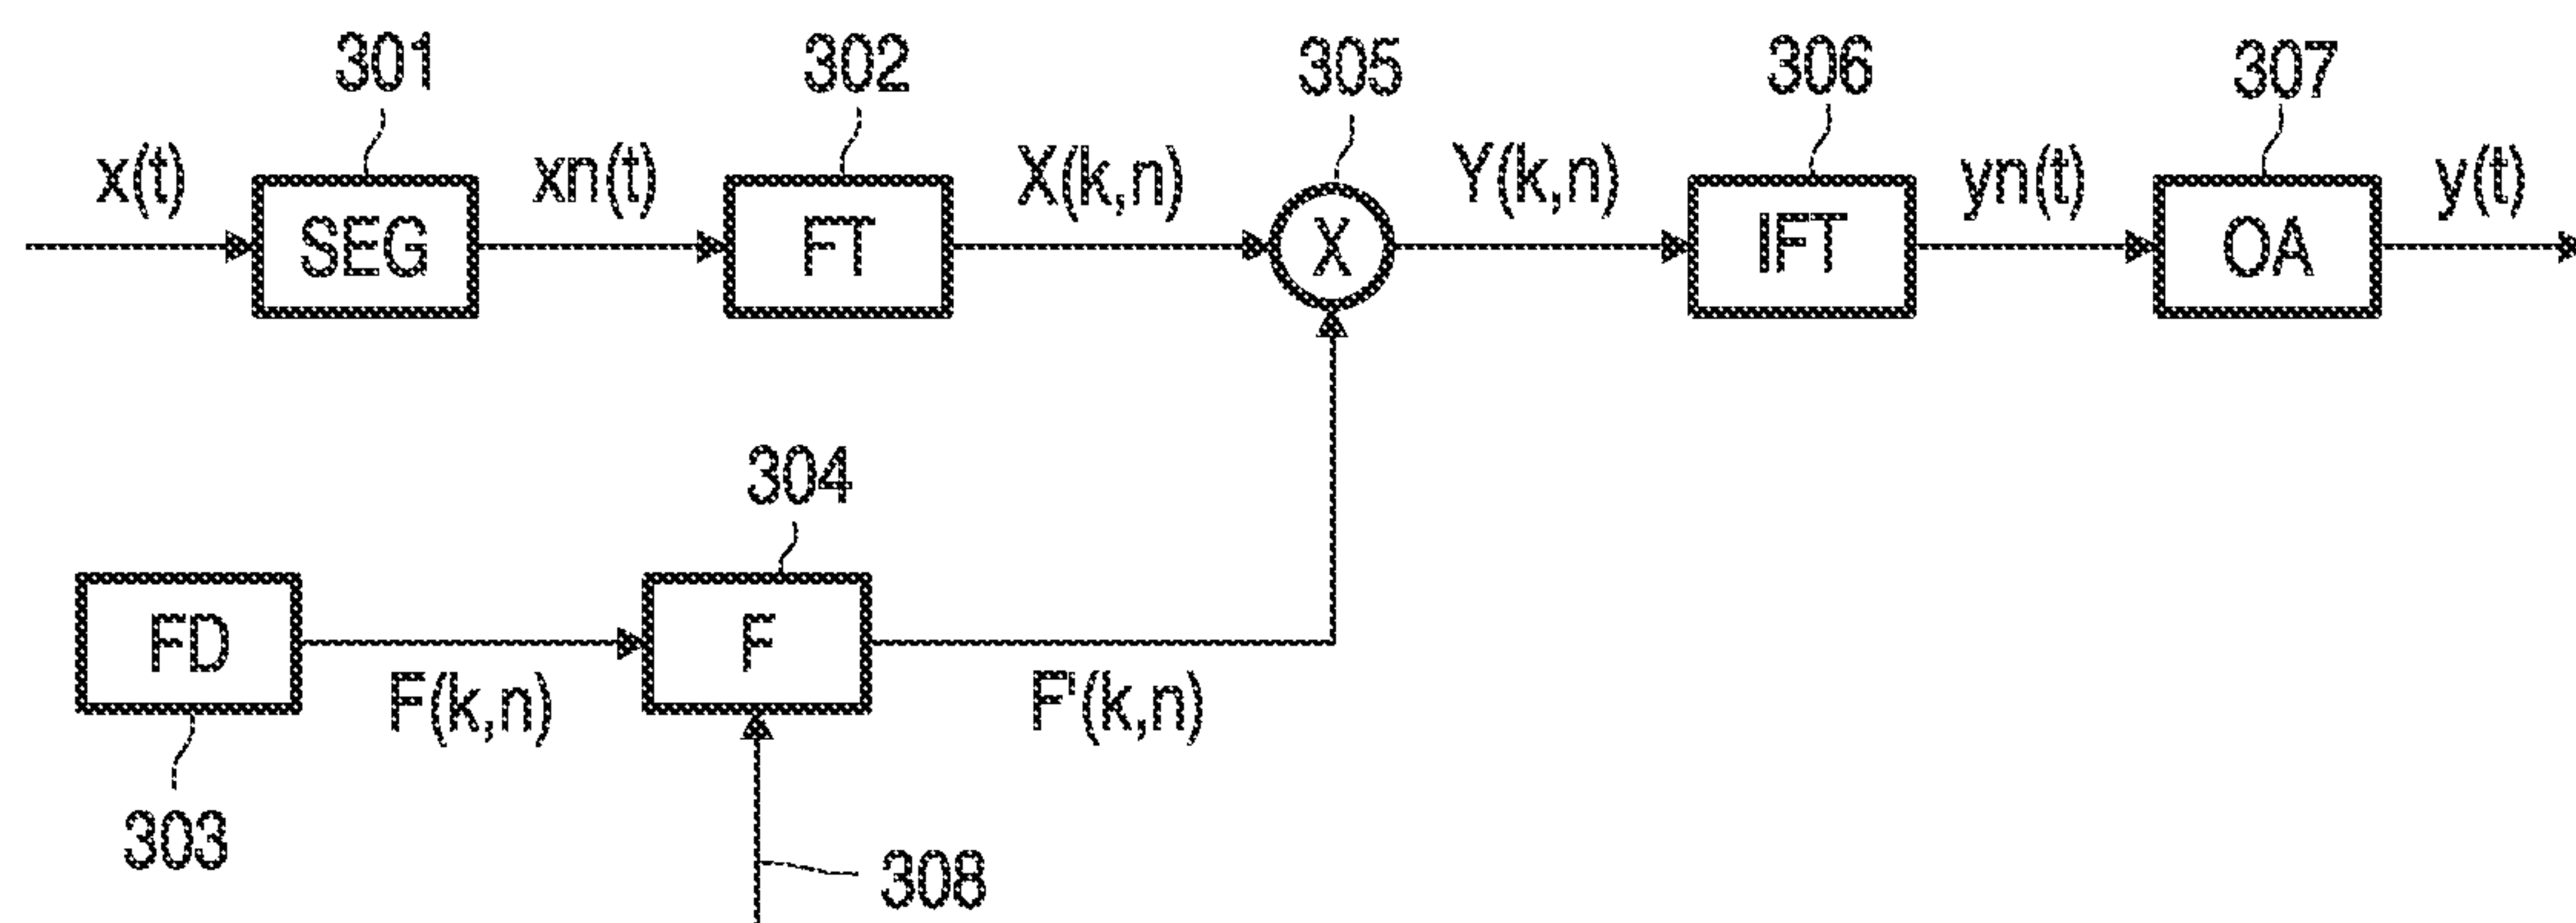 301 302 305 306 307
x(t) xn(t) X(k,n) Y(k,n) yn(t) y(t)
SEG FT X IFT OA
304
FD F
F(k,n) F'(k,n)
303
308